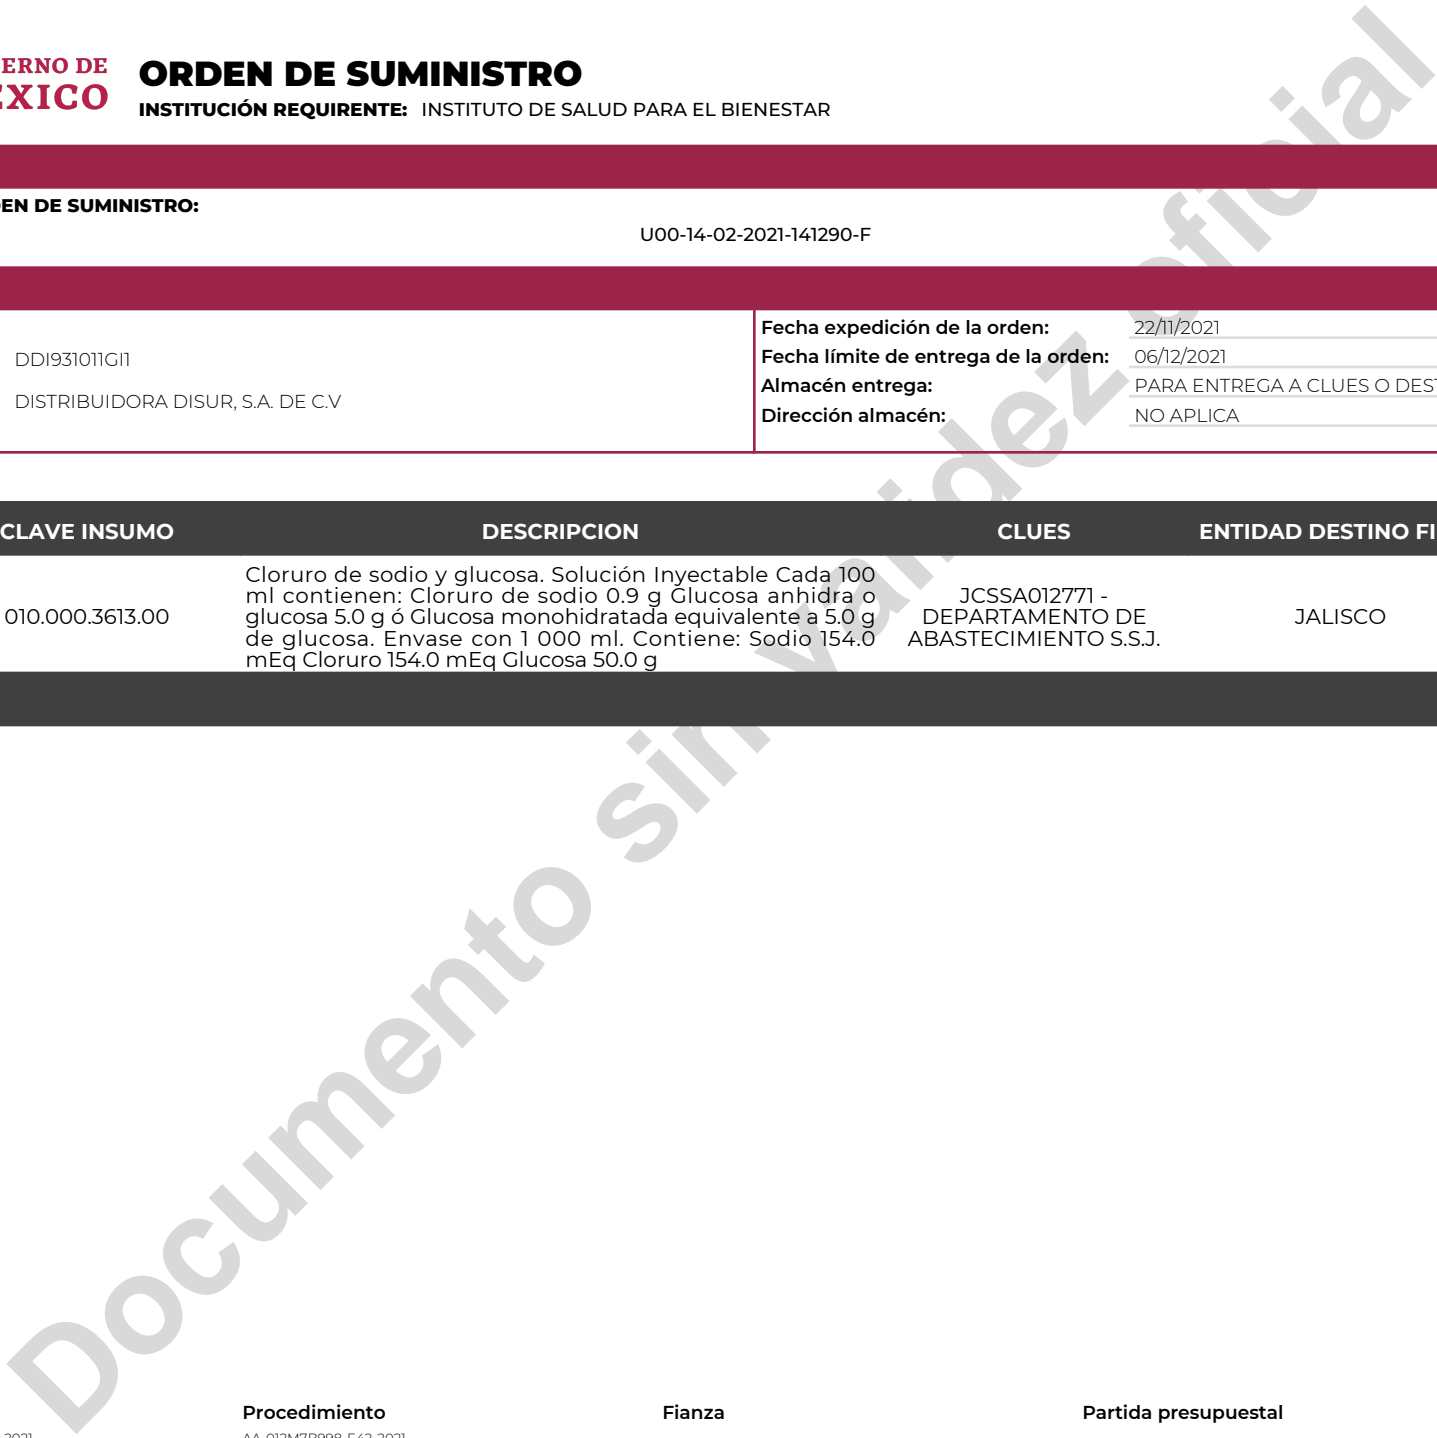 ERNO DE
EXICO
ORDEN DE SUMINISTRO
INSTITUCIÓN REQUIRENTE: INSTITUTO DE SALUD PARA EL BIENESTAR
EN DE SUMINISTRO:
U00-14-02-2021-141290-F
DDI931011GI1
DISTRIBUIDORA DISUR, S.A. DE C.V
Fecha expedición de la orden: 22/11/2021
Fecha límite de entrega de la orden: 06/12/2021
Almacén entrega: PARA ENTREGA A CLUES O DEST
Dirección almacén: NO APLICA
CLAVE INSUMO DESCRIPCION CLUES ENTIDAD DESTINO FI
010.000.3613.00
Cloruro de sodio y glucosa. Solución Inyectable Cada 100
ml contienen: Cloruro de sodio 0.9 g Glucosa anhidra o
glucosa 5.0 g ó Glucosa monohidratada equivalente a 5.0 g
de glucosa. Envase con 1 000 ml. Contiene: Sodio 154.0
mEq Cloruro 154.0 mEq Glucosa 50.0 g
JCSSA012771 -
DEPARTAMENTO DE
ABASTECIMIENTO S.S.J.
JALISCO
Documento sin validez oficial
Procedimiento Fianza Partida presupuestal